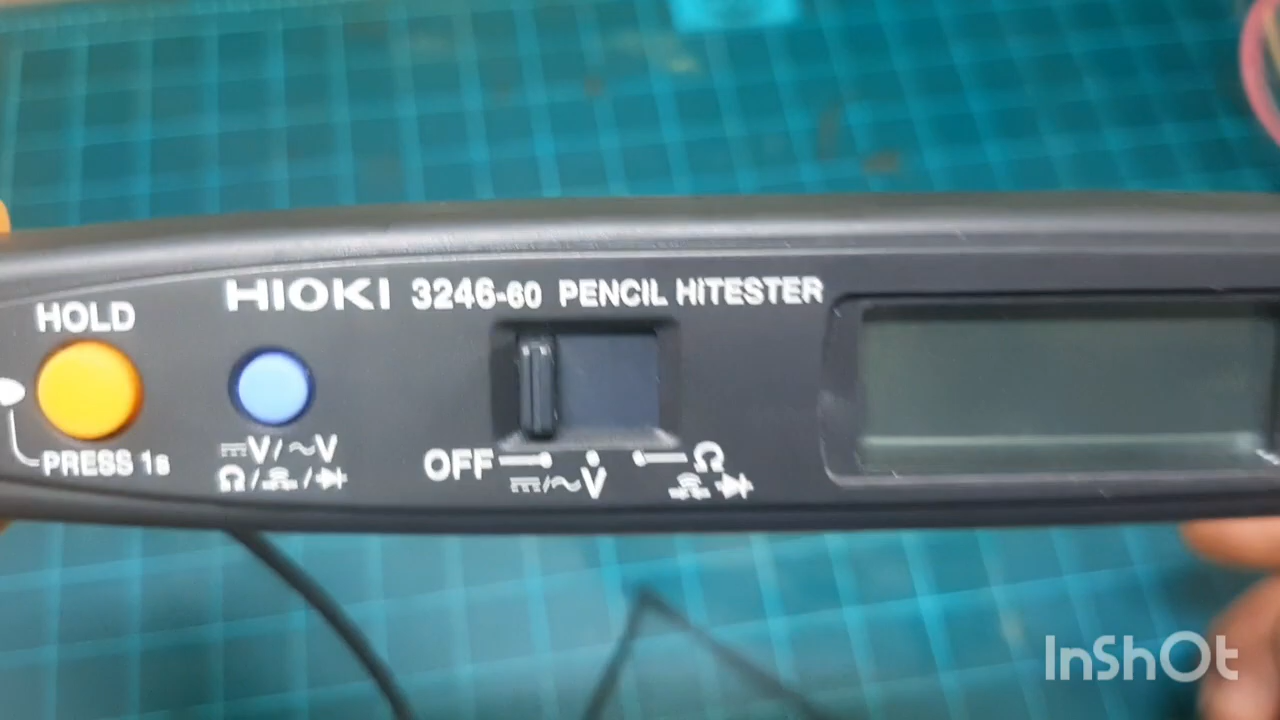 HIOKI 3246-60 PENCIL HiTESTER
HOLD
PRESS 1s
⎓V/～V
Ω/
OFF
⎓/～V
Ω
InShOt